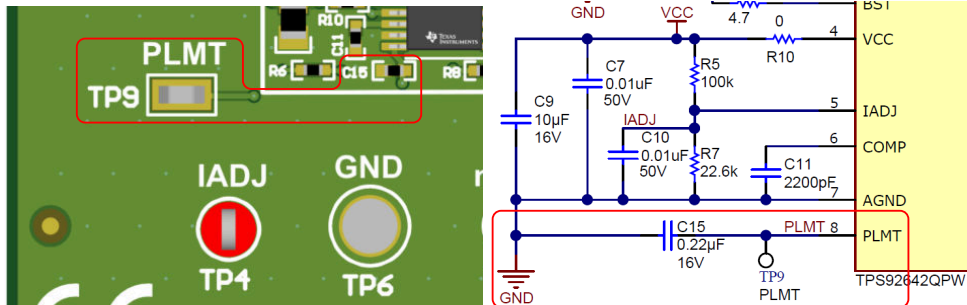 R10
C11
TEXAS
INSTRUMENTS
PLMT
R6
C15
R8
TP9
IADJ
GND
TP4
TP6
GND
VCC
4.7
BST
0
4
VCC
R10
C7
0.01uF
50V
R5
100k
C9
10µF
16V
5
IADJ
IADJ
C10
0.01uF
50V
R7
22.6k
6
COMP
C11
2200pF
7
AGND
C15
0.22µF
16V
PLMT
8
PLMT
TP9
PLMT
GND
TPS92642QPW